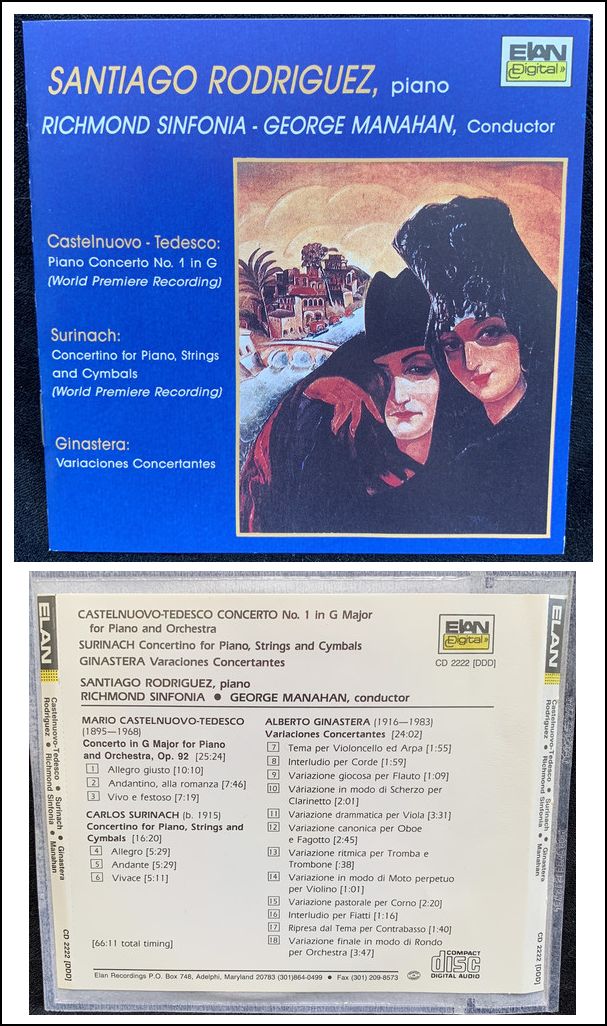 ELAN
Digital
SANTIAGO RODRIGUEZ, piano
RICHMOND SINFONIA - GEORGE MANAHAN, Conductor
Castelnuovo - Tedesco:
Piano Concerto No. 1 in G
(World Premiere Recording)
Surinach:
Concertino for Piano, Strings
and Cymbals
(World Premiere Recording)
Ginastera:
Variaciones Concertantes
ELAN
Castelnuovo-Tedesco • Surinach • Ginastera
Rodriguez • Richmond Sinfonia • Manahan
CD 2222 [DDD]
CASTELNUOVO-TEDESCO CONCERTO No. 1 in G Major
for Piano and Orchestra
SURINACH Concertino for Piano, Strings and Cymbals
GINASTERA Varaciones Concertantes
ELAN
Digital
CD 2222 [DDD]
SANTIAGO RODRIGUEZ, piano
RICHMOND SINFONIA • GEORGE MANAHAN, conductor
MARIO CASTELNUOVO-TEDESCO
(1895—1968)
Concerto in G Major for Piano
and Orchestra, Op. 92 [25:24]
1 Allegro giusto [10:10]
2 Andantino, alla romanza [7:46]
3 Vivo e festoso [7:19]
CARLOS SURINACH (b. 1915)
Concertino for Piano, Strings and
Cymbals [16:20]
4 Allegro [5:29]
5 Andante [5:29]
6 Vivace [5:11]
[66:11 total timing]
ALBERTO GINASTERA (1916—1983)
Variaciones Concertantes [24:02]
7 Tema per Violoncello ed Arpa [1:55]
8 Interludio per Corde [1:59]
9 Variazione giocosa per Flauto [1:09]
10 Váriazione in modo di Scherzo per
Clarinetto [2:01]
11 Variazione drammatica per Viola [3:31]
12 Variazione canonica per Oboe
e Fagotto [2:45]
13 Variazione ritmica per Tromba e
Trombone [:38]
14 Variazione in modo di Moto perpetuo
per Violino [1:01]
15 Variazione pastorale per Corno [2:20]
16 Interludio per Fiatti [1:16]
17 Ripresa dal Tema per Contrabasso [1:40]
18 Variazione finale in modo di Rondo
per Orchestra [3:47]
Elan Recordings P.O. Box 748, Adelphi, Maryland 20783 (301)864-0499 • Fax (301) 209-8573
COMPACT
disc
DIGITAL AUDIO
ELAN
Castelnuovo-Tedesco • Surinach • Ginastera
Rodriguez • Richmond Sinfonia • Manahan
CD 2222 [DDD]